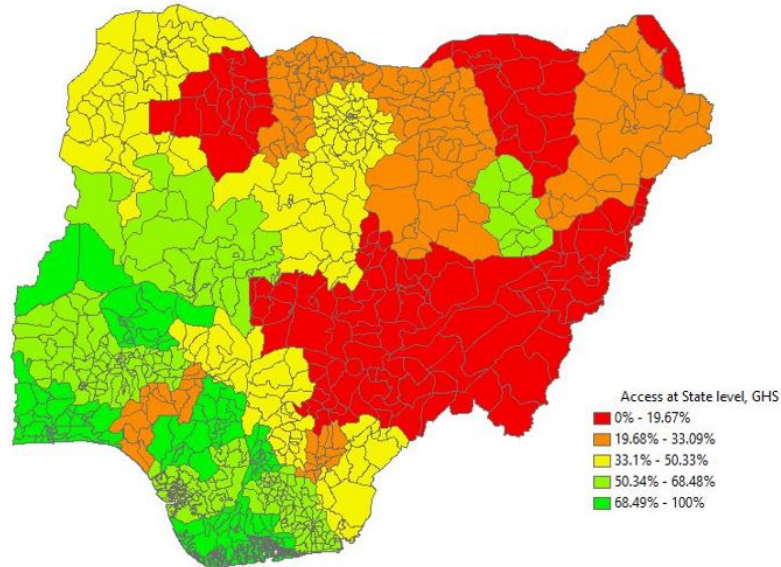 Access at State level, GHS
0% - 19.67%
19.68% - 33.09%
33.1% - 50.33%
50.34% - 68.48%
68.49% - 100%